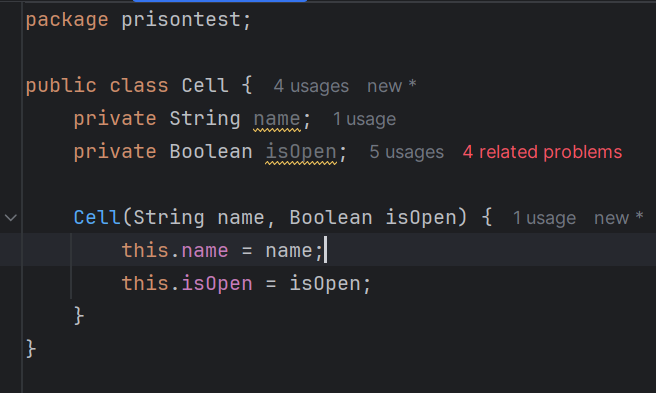 package prisontest;
public class Cell { 4 usages new *
private String name; 1 usage
private Boolean isOpen; 5 usages 4 related problems
Cell(String name, Boolean isOpen) { 1 usage new *
this.name = name;
this.isOpen = isOpen;
}
}